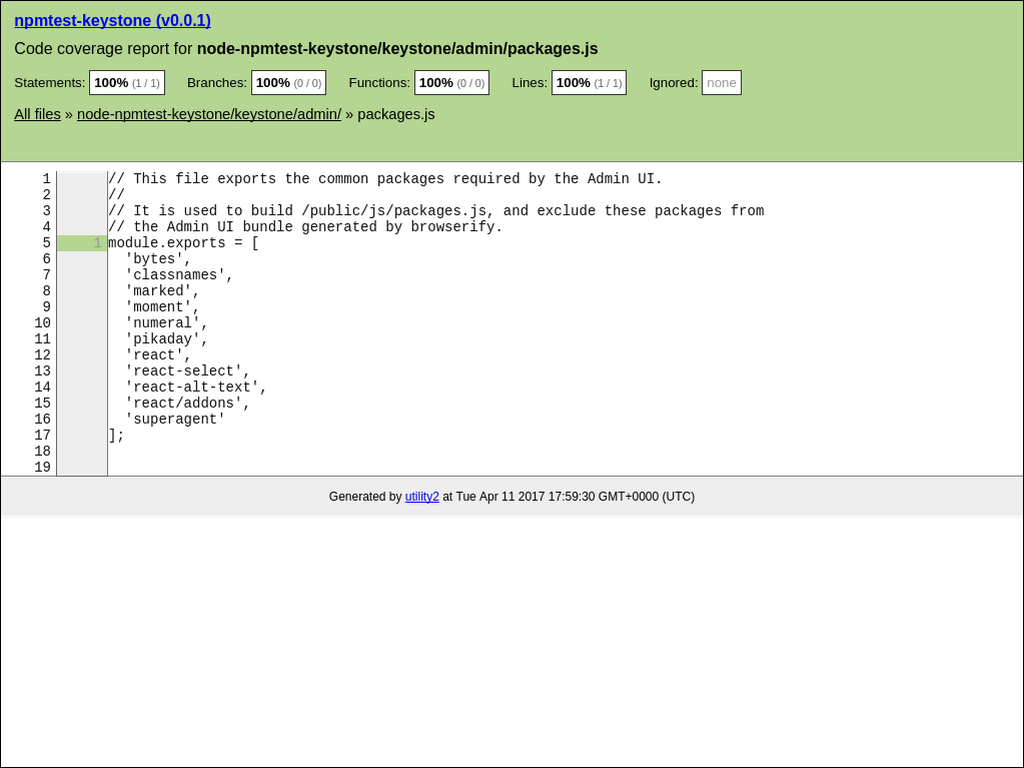 npmtest-keystone (v0.0.1)
Code coverage report for node-npmtest-keystone/keystone/admin/packages.js
Statements: 100% (1 / 1) Branches: 100% (0 / 0) Functions: 100% (0 / 0) Lines: 100% (1 / 1) Ignored: none
All files » node-npmtest-keystone/keystone/admin/ » packages.js
1 // This file exports the common packages required by the Admin UI.
2 //
3 // It is used to build /public/js/packages.js, and exclude these packages from
4 // the Admin UI bundle generated by browserify.
5 1 module.exports = [
6 'bytes',
7 'classnames',
8 'marked',
9 'moment',
10 'numeral',
11 'pikaday',
12 'react',
13 'react-select',
14 'react-alt-text',
15 'react/addons',
16 'superagent'
17 ];
18
19
Generated by utility2 at Tue Apr 11 2017 17:59:30 GMT+0000 (UTC)